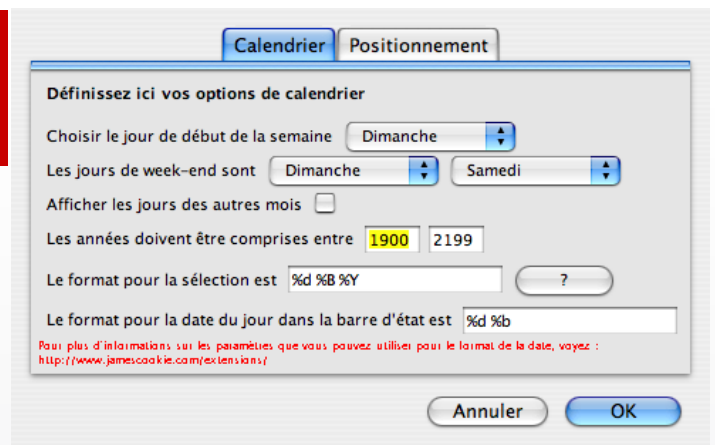 Calendrier Positionnement
Définissez ici vos options de calendrier
Choisir le jour de début de la semaine Dimanche
Les jours de week-end sont Dimanche Samedi
Afficher les jours des autres mois
Les années doivent être comprises entre 1900 2199
Le format pour la sélection est %d %B %Y ?
Le format pour la date du jour dans la barre d'état est %d %b
Pour plus d'informations sur les paramètres que vous pouvez utiliser pour le format de la date, voyez :
http://www.jamescookie.com/extensions/
Annuler OK